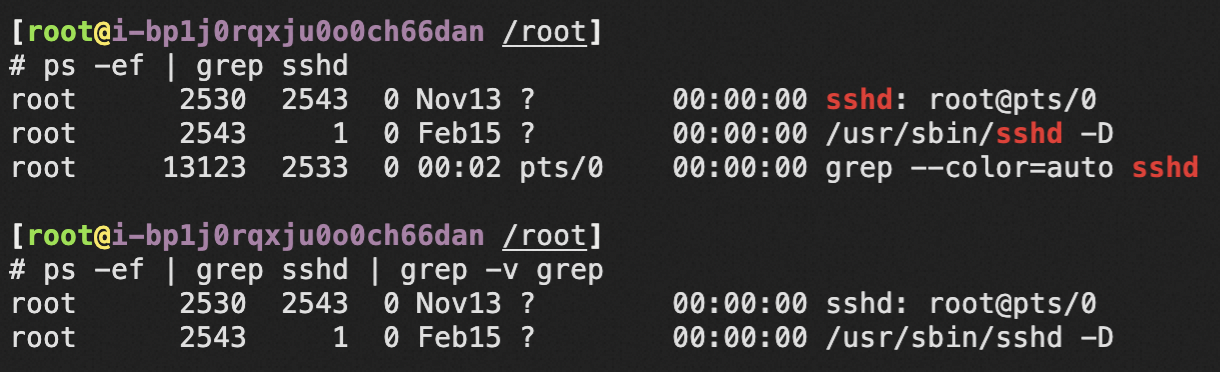 [root@i-bp1j0rqxju0o0ch66dan /root]
# ps -ef | grep sshd
root      2530  2543  0 Nov13 ?        00:00:00 sshd: root@pts/0
root      2543     1  0 Feb15 ?        00:00:00 /usr/sbin/sshd -D
root     13123  2533  0 00:02 pts/0    00:00:00 grep --color=auto sshd
[root@i-bp1j0rqxju0o0ch66dan /root]
# ps -ef | grep sshd | grep -v grep
root      2530  2543  0 Nov13 ?        00:00:00 sshd: root@pts/0
root      2543     1  0 Feb15 ?        00:00:00 /usr/sbin/sshd -D